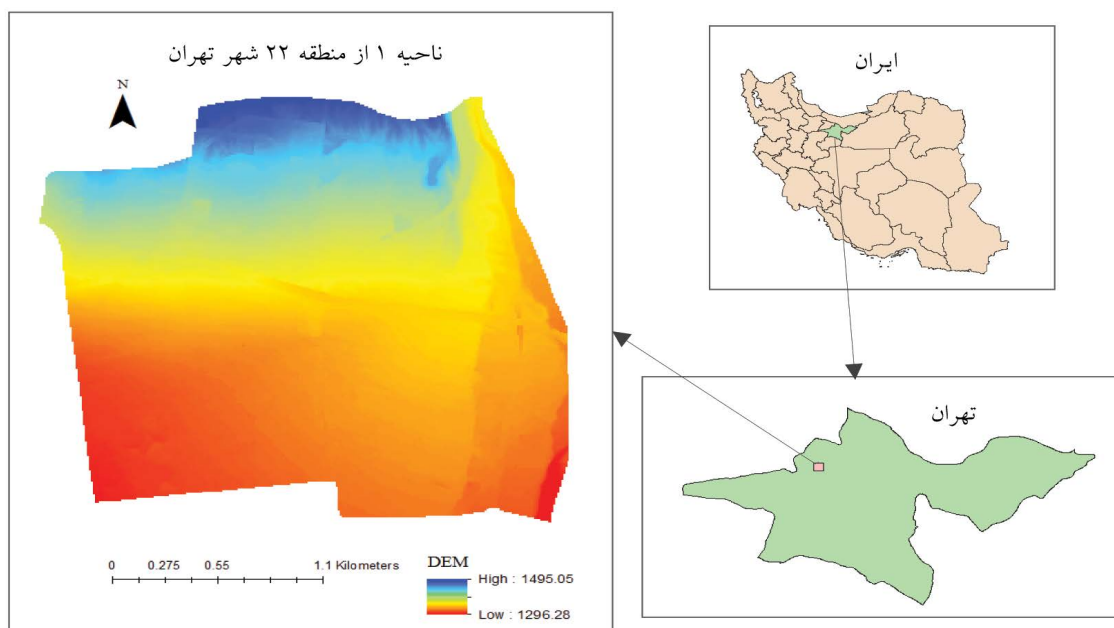 ناحیه ۱ از منطقه ۲۲ شهر تهران
N
0 0.275 0.55 1.1 Kilometers
DEM
High : 1495.05
Low : 1296.28
ایران
تهران